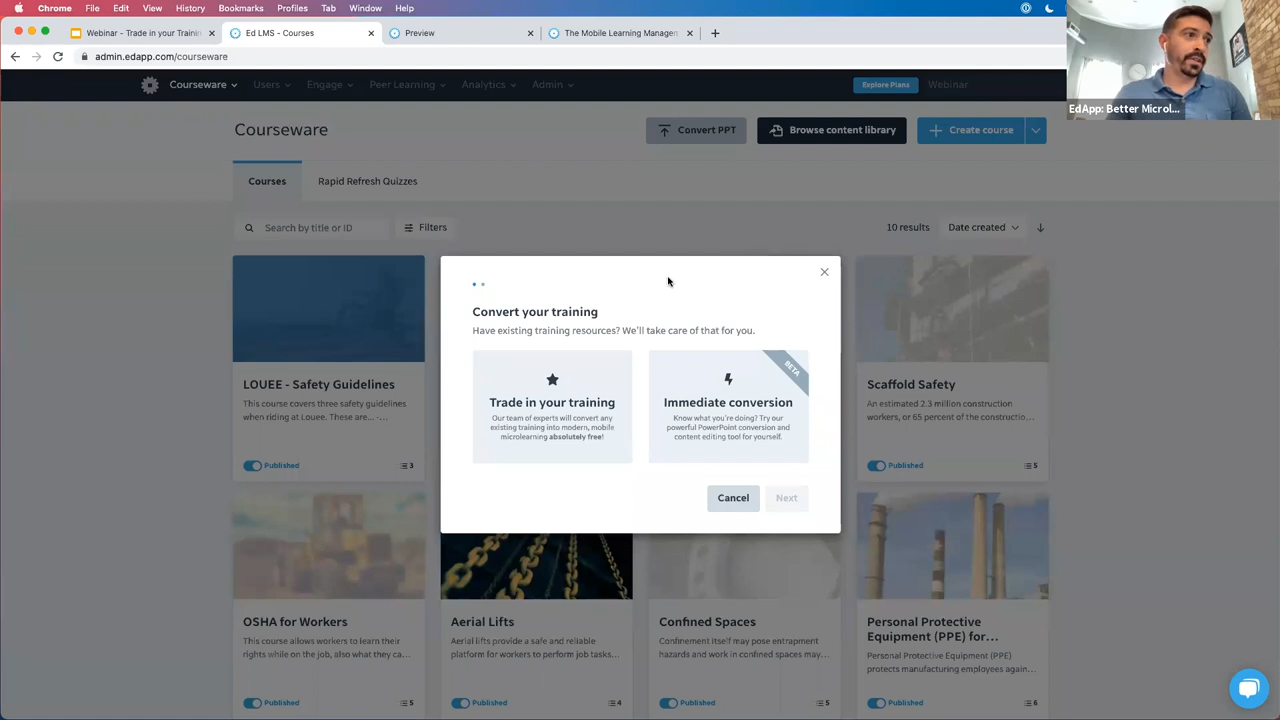 Chrome File Edit View History Bookmarks Profiles Tab Window Help
Webinar - Trade in your Trainin
Ed LMS - Courses
Preview
The Mobile Learning Managem
admin.edapp.com/courseware
EdApp: Better Microl...
Courseware Users Engage Peer Learning Analytics Admin Explore Plans Webinar
Courseware
Convert PPT
Browse content library
Create course
Courses
Rapid Refresh Quizzes
Search by title or ID
Filters
10 results
Date created
Convert your training
Have existing training resources? We'll take care of that for you.
Trade in your training
Our team of experts will convert any
existing training into modern, mobile
microlearning absolutely free!
BETA
Immediate conversion
Know what you're doing? Try our
powerful PowerPoint conversion and
content editing tool for yourself.
Cancel
Next
LOUEE - Safety Guidelines
This course covers three safety guidelines
when riding at Louee. These are... -
Published
3
Scaffold Safety
An estimated 2.3 million construction
workers, or 65 percent of the constructio...
Published
5
OSHA for Workers
This course allows workers to learn their
rights while on the job, also what they ca...
Published
5
Aerial Lifts
Aerial lifts provide a safe and reliable
platform for workers to perform job tasks...
Published
4
Confined Spaces
Confinement itself may pose entrapment
hazards and work in confined spaces may...
Published
5
Personal Protective
Equipment (PPE) for...
Personal Protective Equipment (PPE)
protects manufacturing employees again...
Published
6